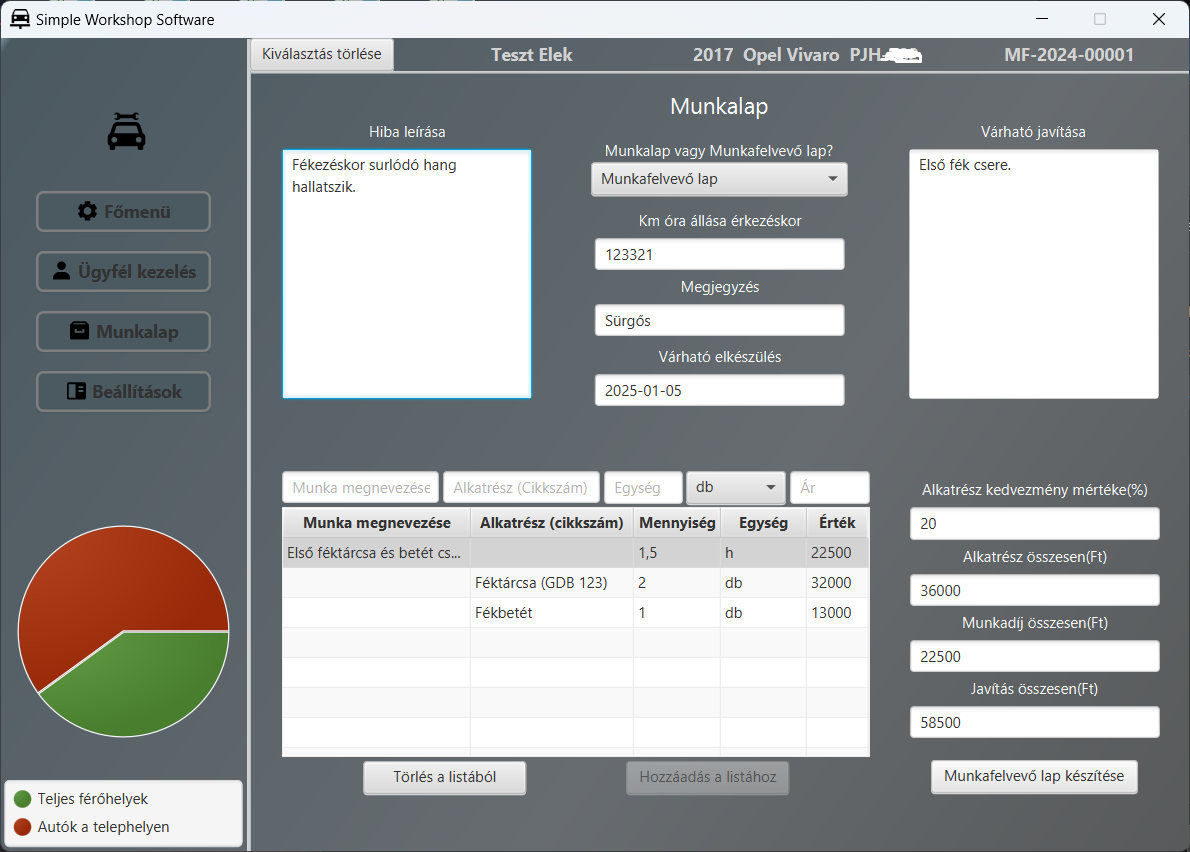 Simple Workshop Software
Kiválasztás törlése
Teszt Elek
2017 Opel Vivaro PJH-
MF-2024-00001
Főmenü
Ügyfél kezelés
Munkalap
Beállítások
Teljes férőhelyek
Autók a telephelyen
Munkalap
Hiba leírása
Fékezéskor surlódó hang
hallatszik.
Munkalap vagy Munkafelvevő lap?
Munkafelvevő lap
Km óra állása érkezéskor
123321
Megjegyzés
Sürgős
Várható elkészülés
2025-01-05
Várható javítása
Első fék csere.
Munka megnevezése Alkatrész (Cikkszám) Egység db Ár
Munka megnevezése Alkatrész (cikkszám) Mennyiség Egység Érték
Első féktárcsa és betét cs... 1,5 h 22500
Féktárcsa (GDB 123) 2 db 32000
Fékbetét 1 db 13000
Törlés a listából
Hozzáadás a listához
Alkatrész kedvezmény mértéke(%)
20
Alkatrész összesen(Ft)
36000
Munkadíj összesen(Ft)
22500
Javítás összesen(Ft)
58500
Munkafelvevő lap készítése